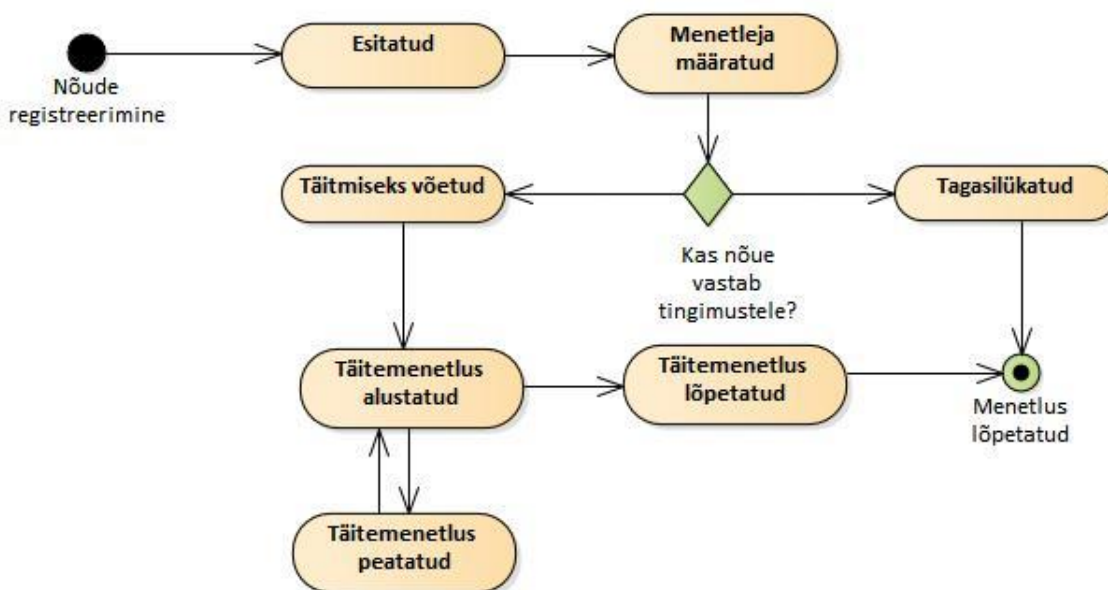 Nõude
registreerimine
Esitatud
Menetleja
määratud
Täitmiseks võetud
Tagasilükatud
Kas nõue
vastab
tingimustele?
Täitemenetlus
alustatud
Täitemenetlus
lõpetatud
Menetlus
lõpetatud
Täitemenetlus
peatatud